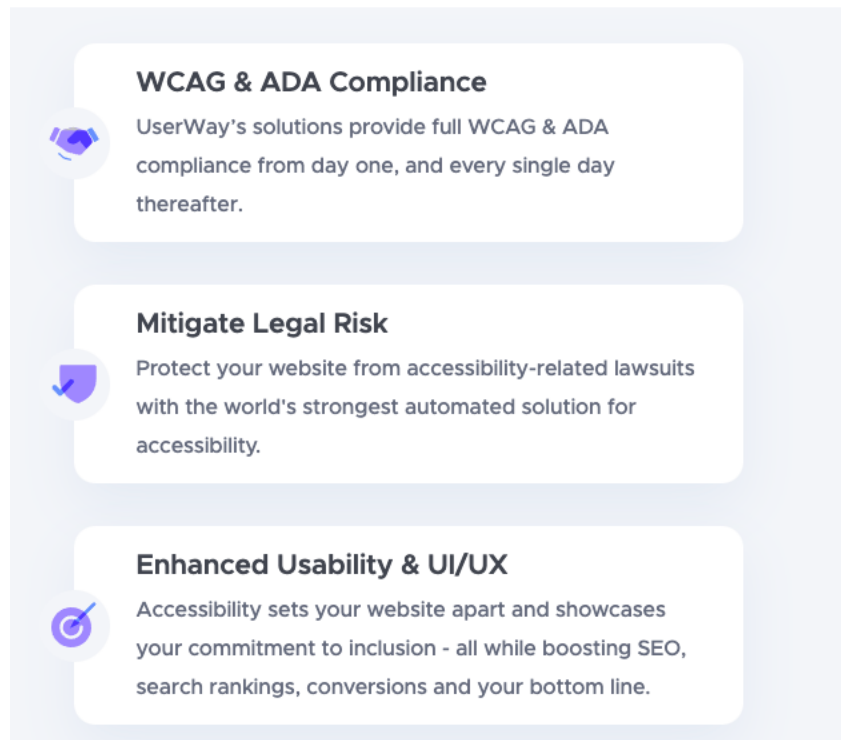 WCAG & ADA Compliance
UserWay’s solutions provide full WCAG & ADA
compliance from day one, and every single day
thereafter.
Mitigate Legal Risk
Protect your website from accessibility-related lawsuits
with the world's strongest automated solution for
accessibility.
Enhanced Usability & UI/UX
Accessibility sets your website apart and showcases
your commitment to inclusion - all while boosting SEO,
search rankings, conversions and your bottom line.